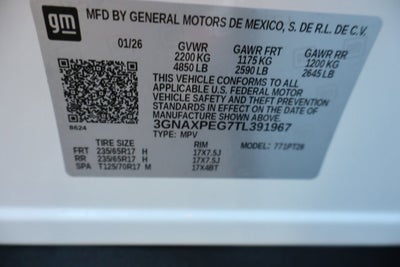 gm
MFD BY GENERAL MOTORS DE MEXICO, S. DE R.L. DE C.V.
01/26 GVWR GAWR FRT GAWR RR
2200 KG 1175 KG 1200 KG
4850 LB 2590 LB 2645 LB
THIS VEHICLE CONFORMS TO ALL
APPLICABLE U.S. FEDERAL MOTOR
VEHICLE SAFETY AND THEFT PREVENTION
STANDARDS IN EFFECT ON THE DATE OF
MANUFACTURE SHOWN ABOVE.
3GNAXPEG7TL391967
8624 TYPE: MPV
TIRE SIZE RIM MODEL: 771PT26
FRT 235/65R17 H 17X7.5J
RR 235/65R17 H 17X7.5J
SPA T125/70R17 M 17X4BT